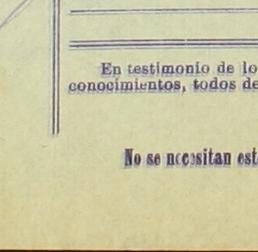 En testimonio de lo
conocimientos, todos de
No se necesitan est